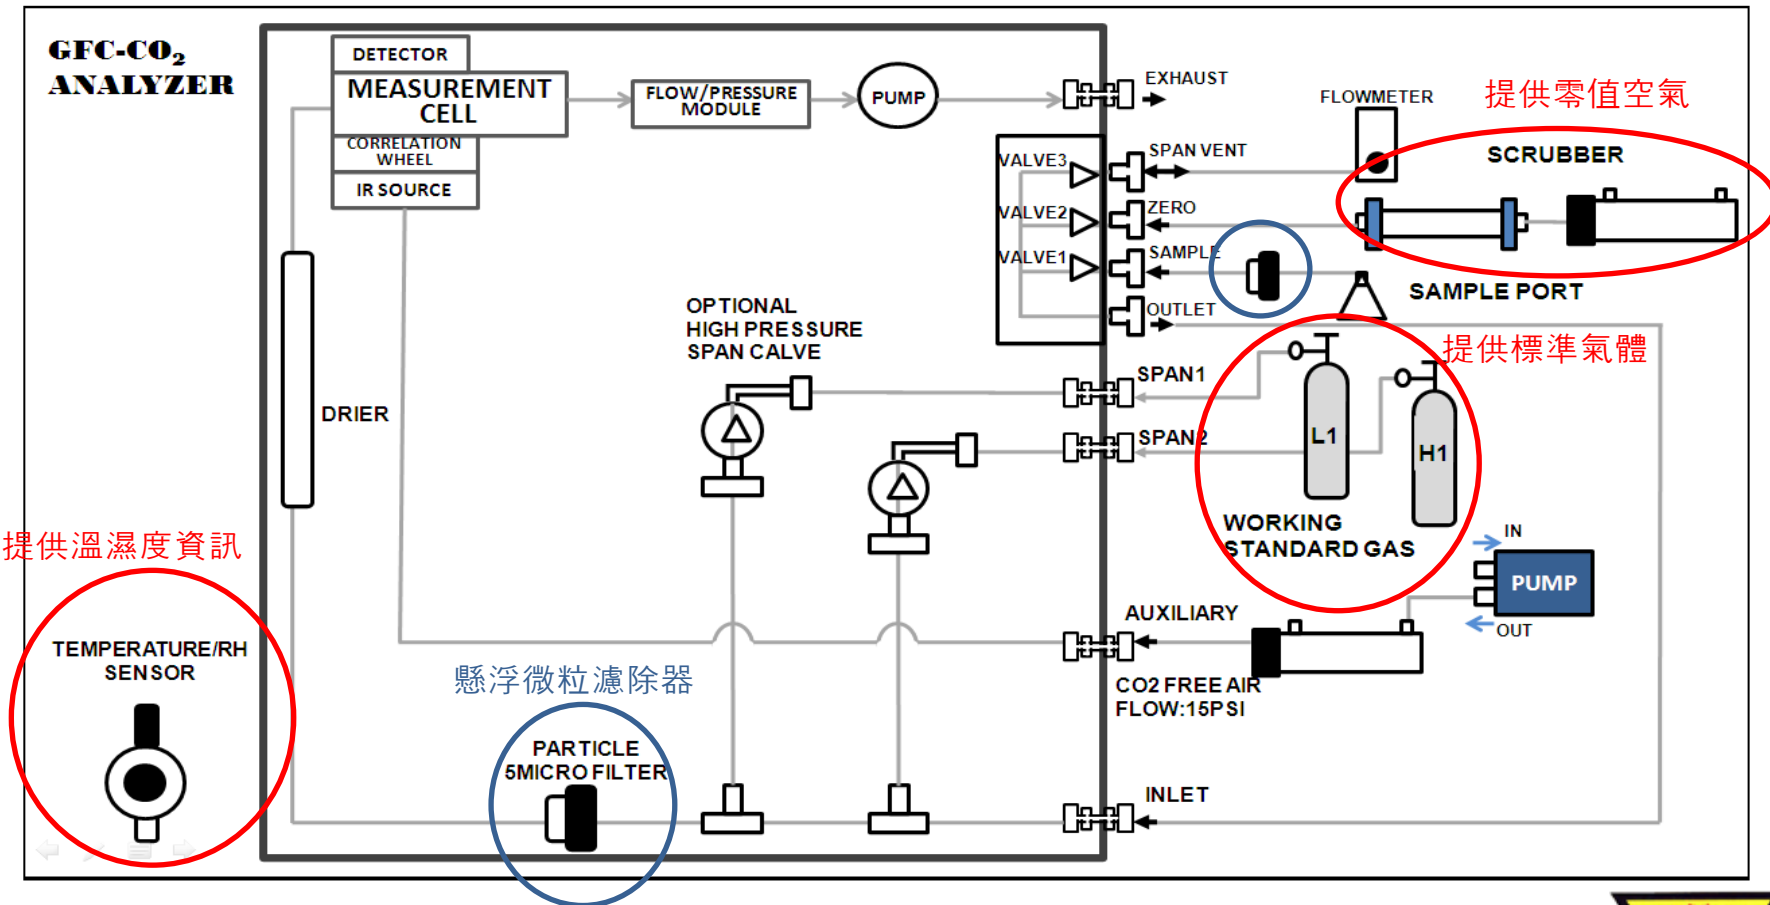 GFC-CO₂
ANALYZER
DETECTOR
MEASUREMENT
CELL
CORRELATION
WHEEL
IR SOURCE
FLOW/PRESSURE
MODULE
PUMP
EXHAUST
FLOWMETER
提供零值空氣
SCRUBBER
VALVE3
SPAN VENT
VALVE2
ZERO
VALVE1
SAMPLE
SAMPLE PORT
OUTLET
OPTIONAL
HIGH PRESSURE
SPAN CALVE
提供標準氣體
SPAN1
SPAN2
L1
H1
WORKING
STANDARD GAS
DRIER
IN
PUMP
OUT
提供溫濕度資訊
TEMPERATURE/RH
SENSOR
AUXILIARY
CO2 FREE AIR
FLOW:15PSI
懸浮微粒濾除器
PARTICLE
5MICRO FILTER
INLET